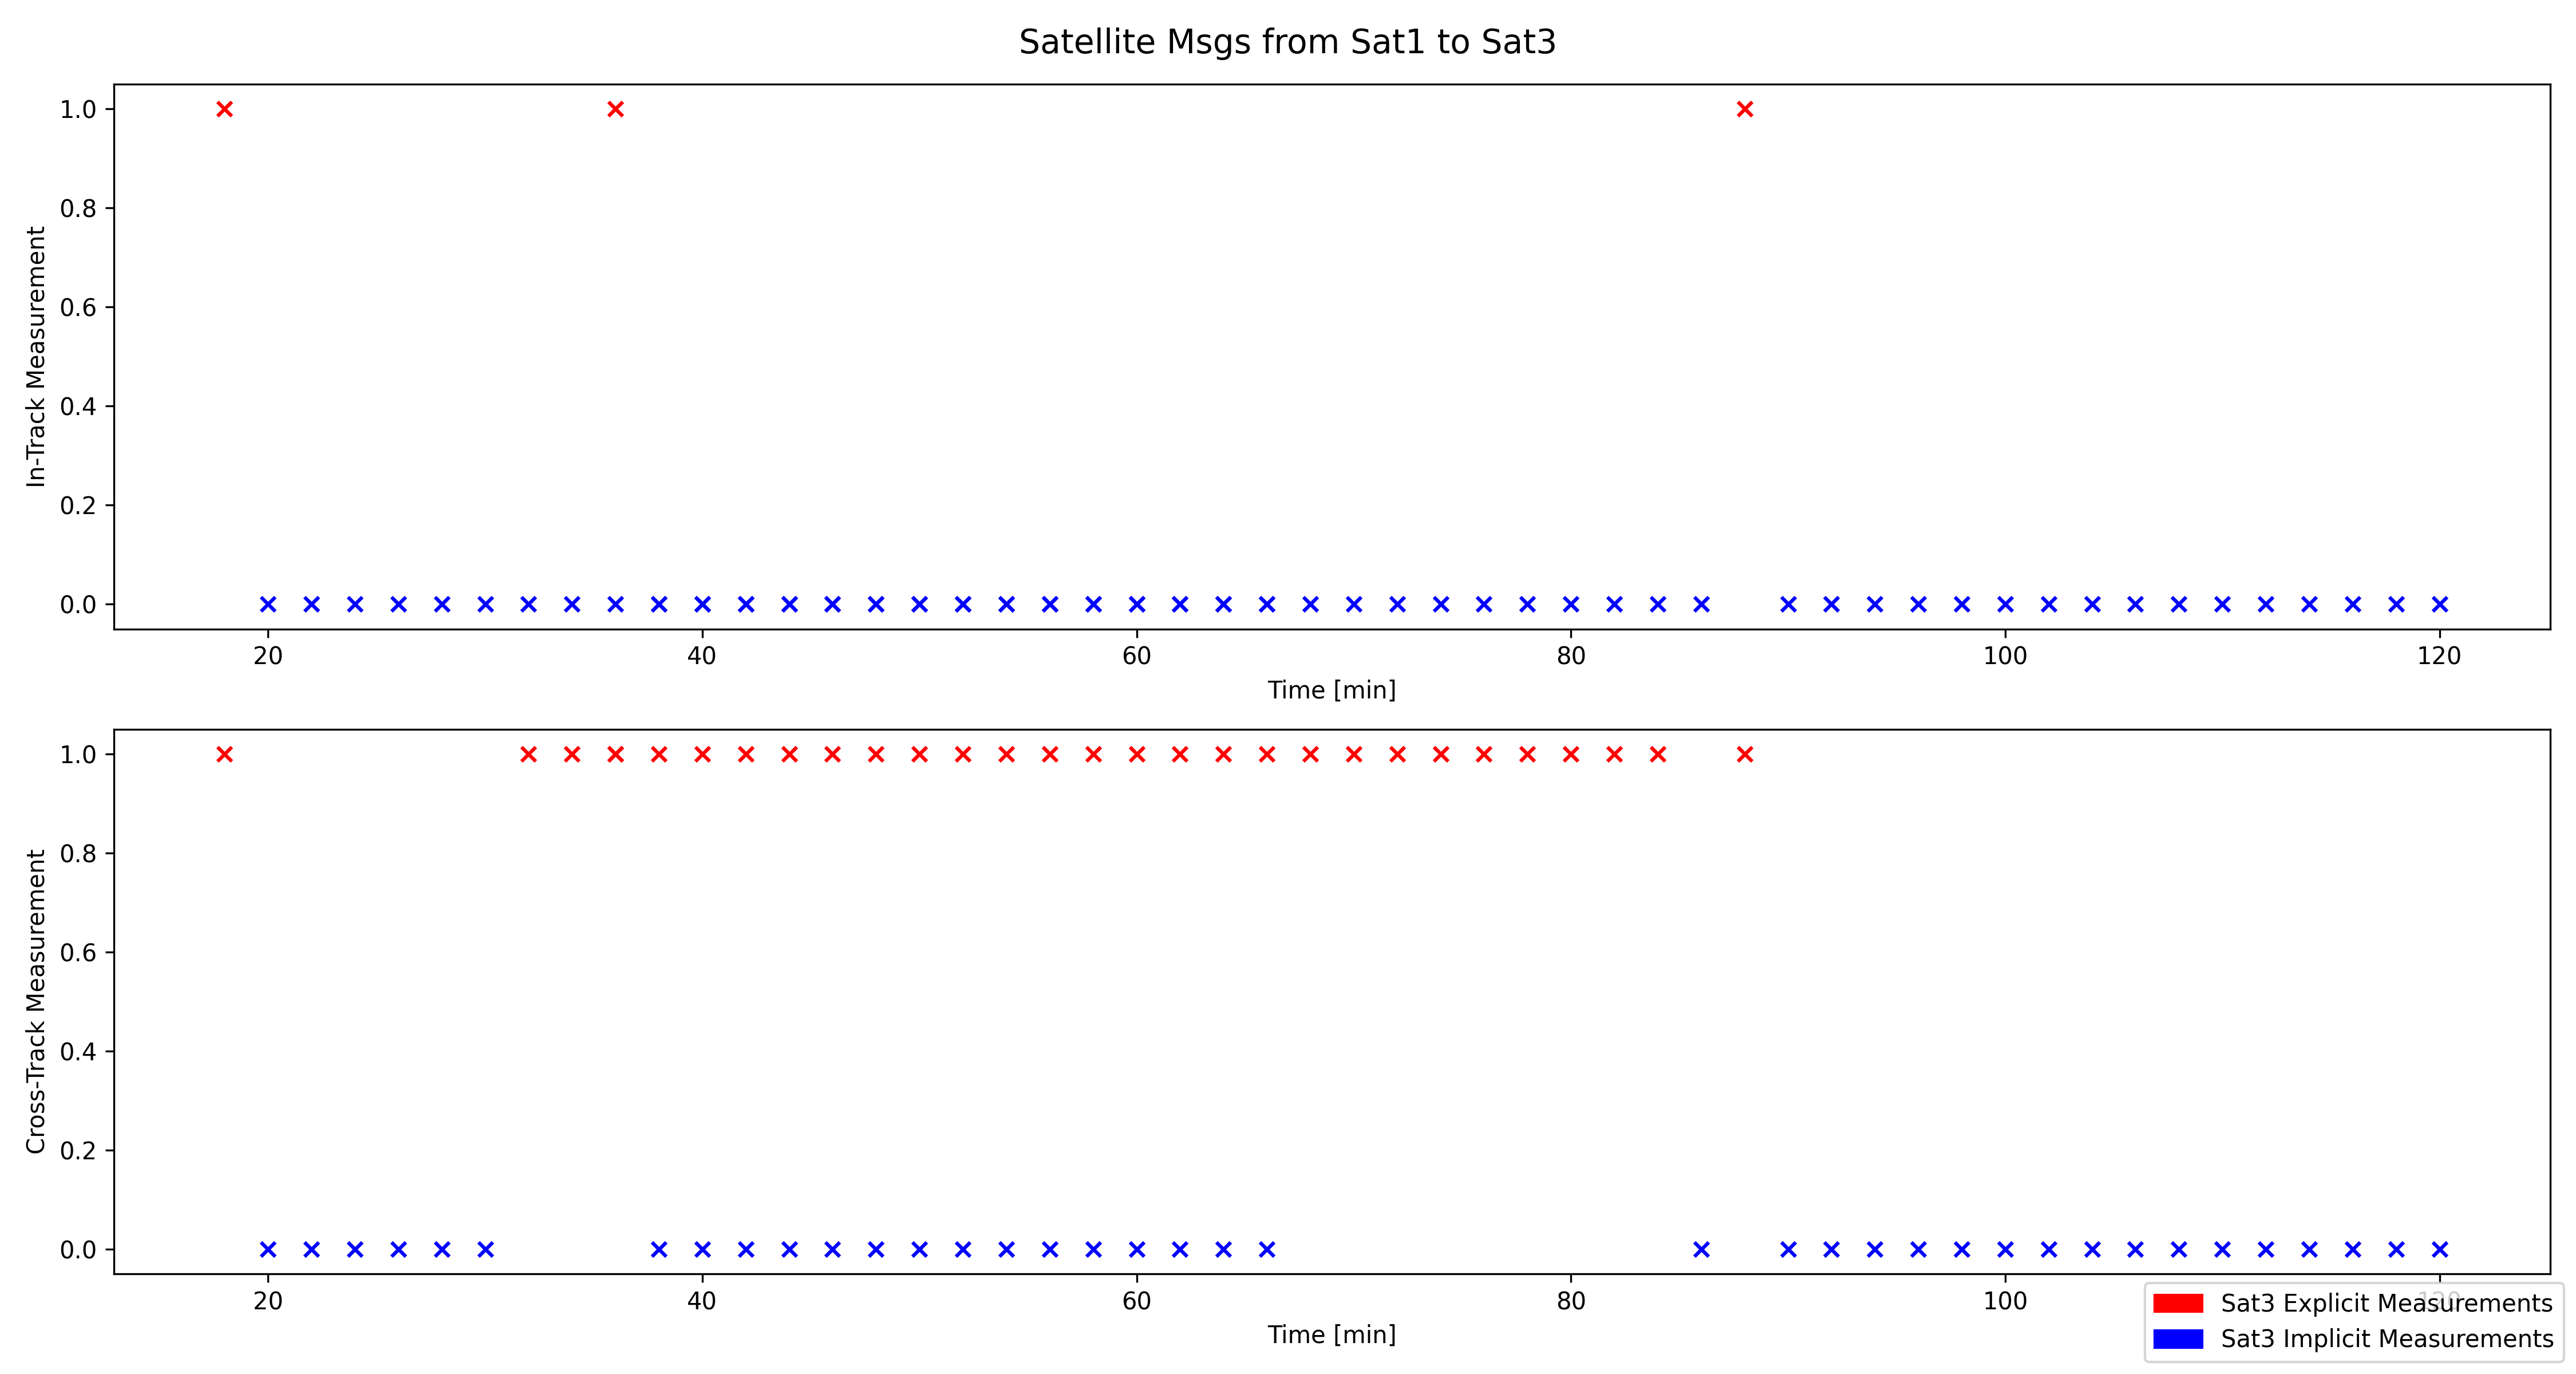 Satellite Msgs from Sat1 to Sat3
1.0
0.8
0.6
0.4
0.2
0.0
In-Track Measurement
20 40 60 80 100 120
Time [min]
1.0
0.8
0.6
0.4
0.2
0.0
Cross-Track Measurement
20 40 60 80 100 120
Time [min]
Sat3 Explicit Measurements
Sat3 Implicit Measurements